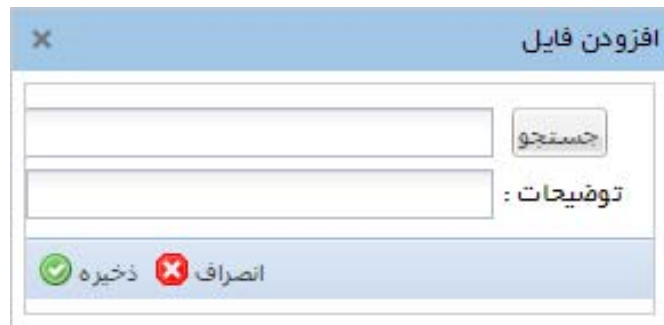 افزودن فایل
جستجو
توضیحات :
انصراف ذخیره